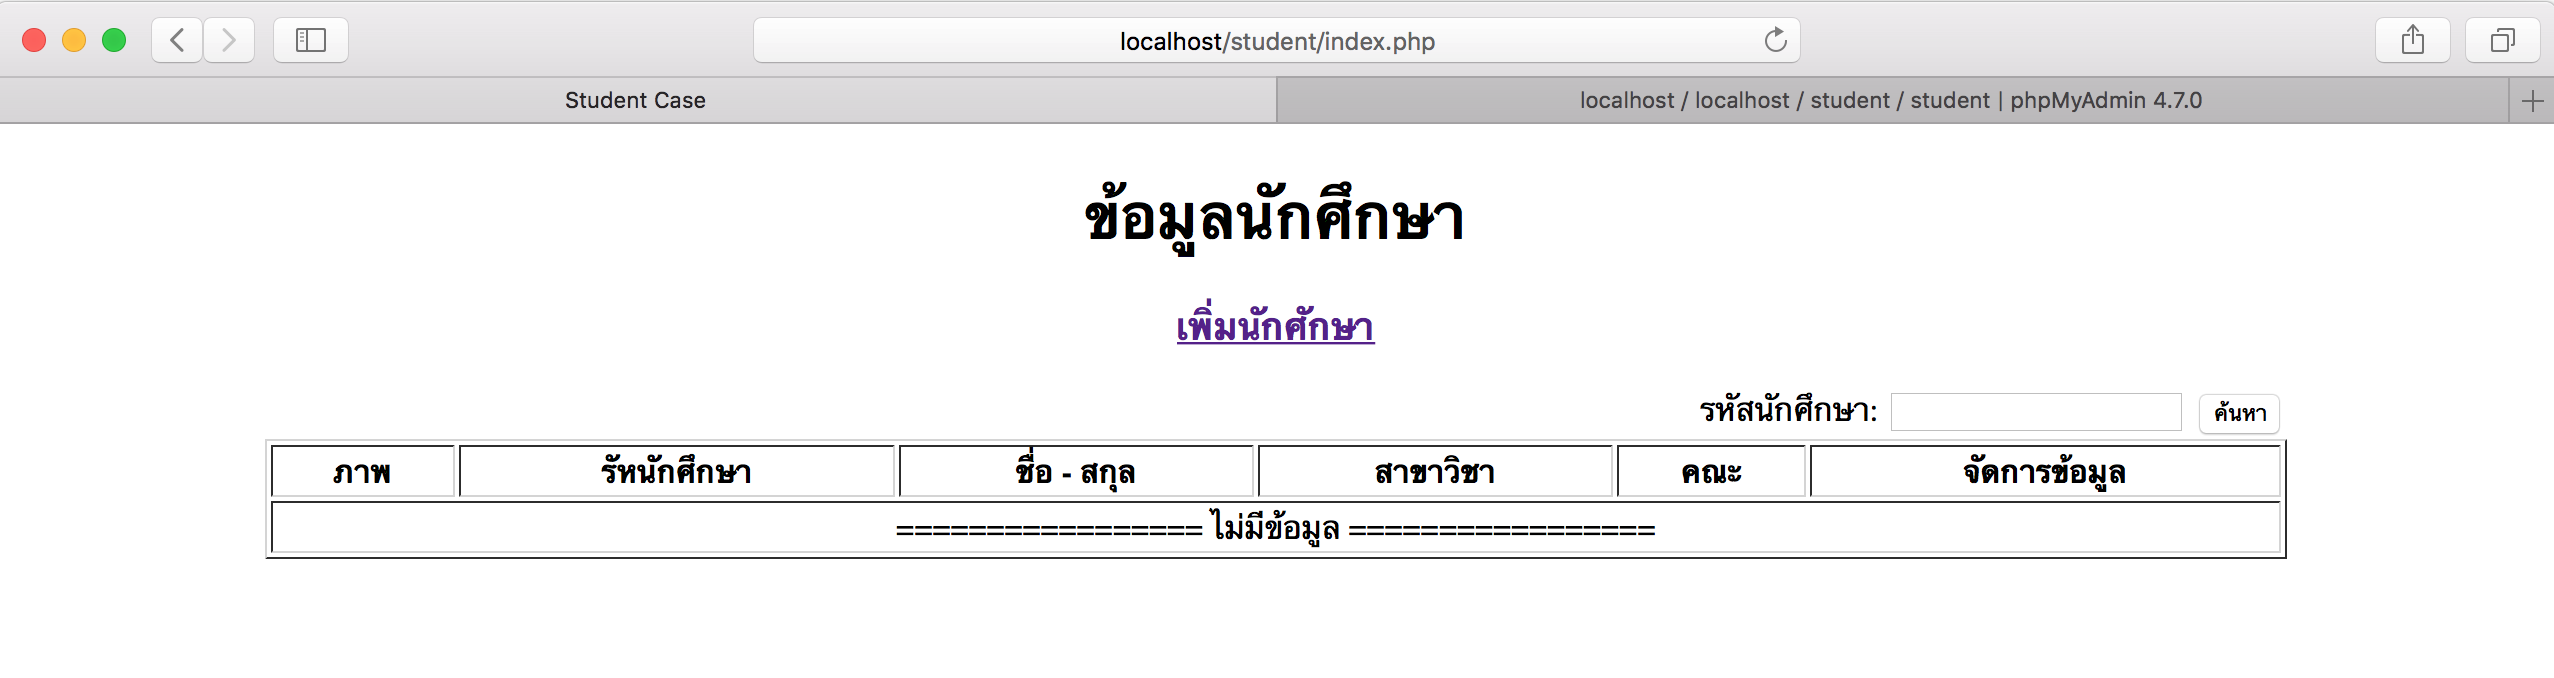 localhost/student/index.php
Student Case
localhost / localhost / student / student | phpMyAdmin 4.7.0
ข้อมูลนักศึกษา
เพิ่มนักศักษา
รหัสนักศึกษา: ค้นหา
ภาพ รัหนักศึกษา ชื่อ - สกุล สาขาวิชา คณะ จัดการข้อมูล
================= ไม่มีข้อมูล =================